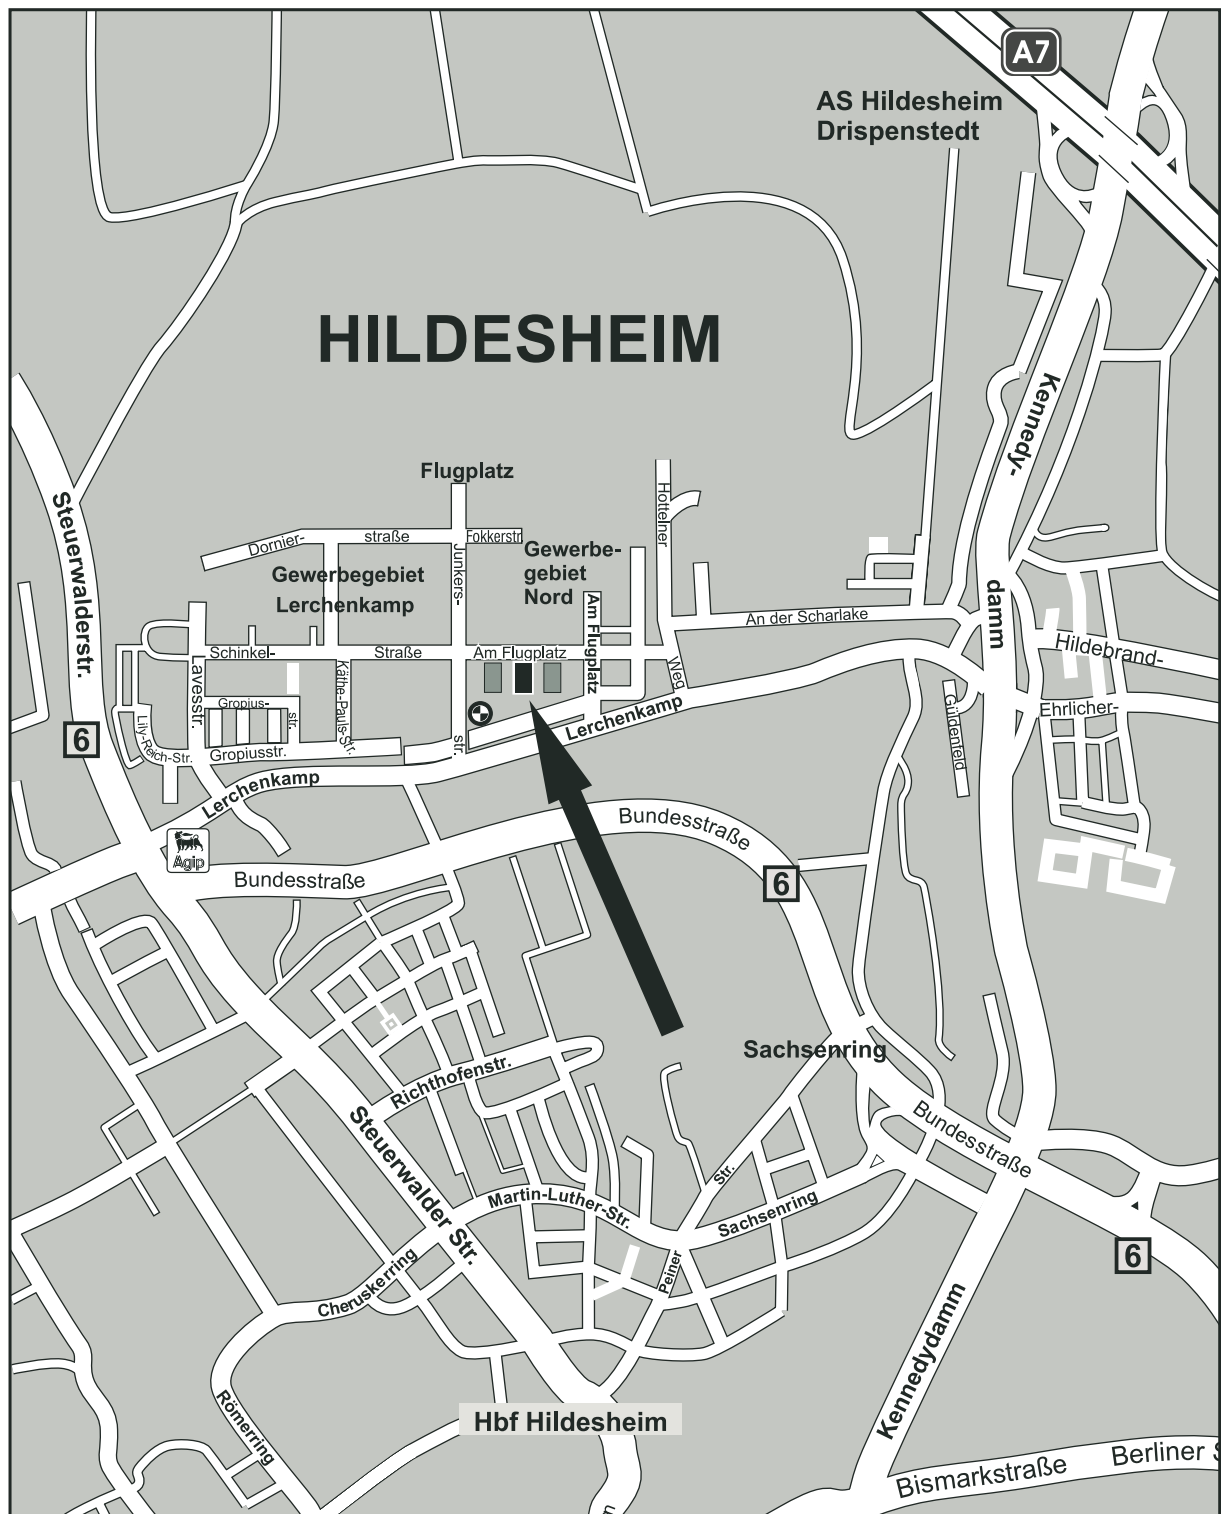 A7
AS Hildesheim
Drispenstedt
HILDESHEIM
Kennedy-
damm
Flugplatz
Steuerwalderstr.
Dornier-
straße
Fokkerstr.
Junkers-
str.
Hottelner
Weg
Gewerbegebiet
Lerchenkamp
Gewerbe-
gebiet
Nord
Am Flugplatz
An der Scharlake
Hildebrand-
Schinkel-
Straße
Am Flugplatz
Lavesstr.
Käthe-Pauls-Str.
Gropius-
str.
Lily-Reich-Str.
Gropiusstr.
Güldenfeld
Ehrlicher-
6
Lerchenkamp
Lerchenkamp
Agip
Bundesstraße
Bundesstraße
6
Sachsenring
Richthofenstr.
Bundesstraße
Steuerwalder Str.
Martin-Luther-Str.
Str.
Sachsenring
Peiner
Cheruskerring
6
Kennedydamm
Römerring
Hbf Hildesheim
Bismarkstraße
Berliner